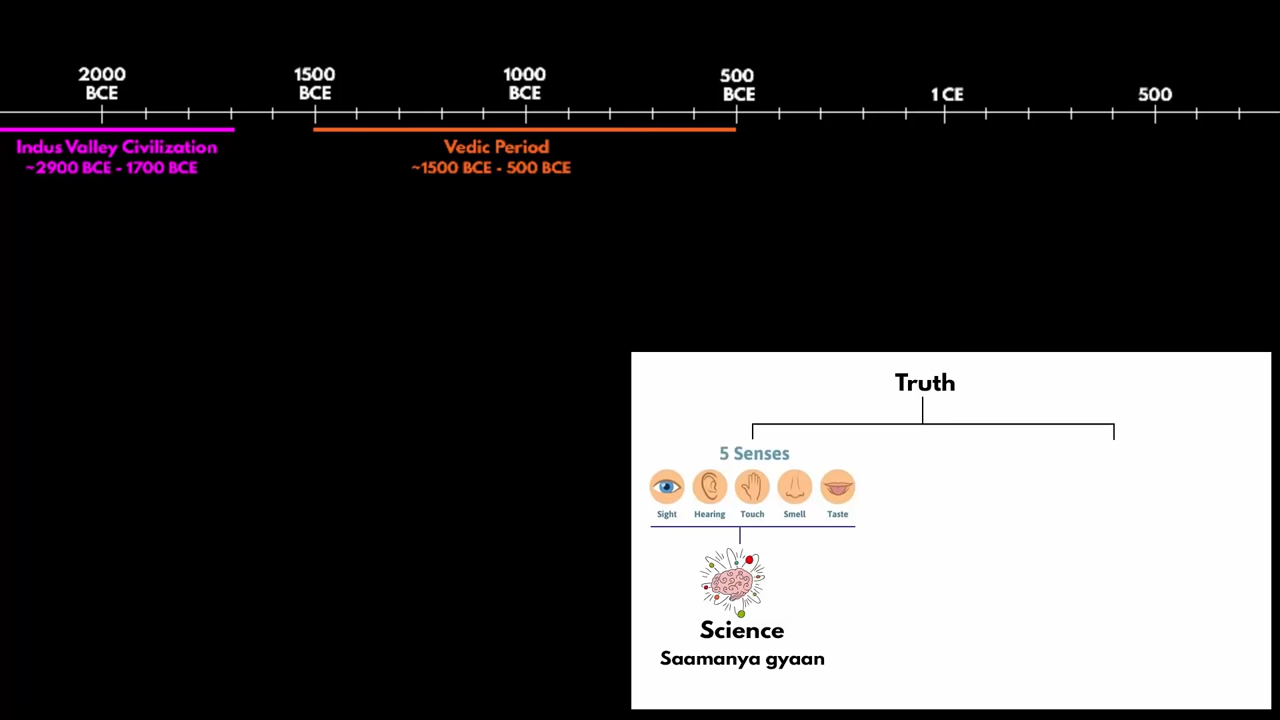 2000
BCE
1500
BCE
1000
BCE
500
BCE
1 CE
500
Indus Valley Civilization
~2900 BCE - 1700 BCE
Vedic Period
~1500 BCE - 500 BCE
Truth
5 Senses
Sight
Hearing
Touch
Smell
Taste
Science
Saamanya gyaan